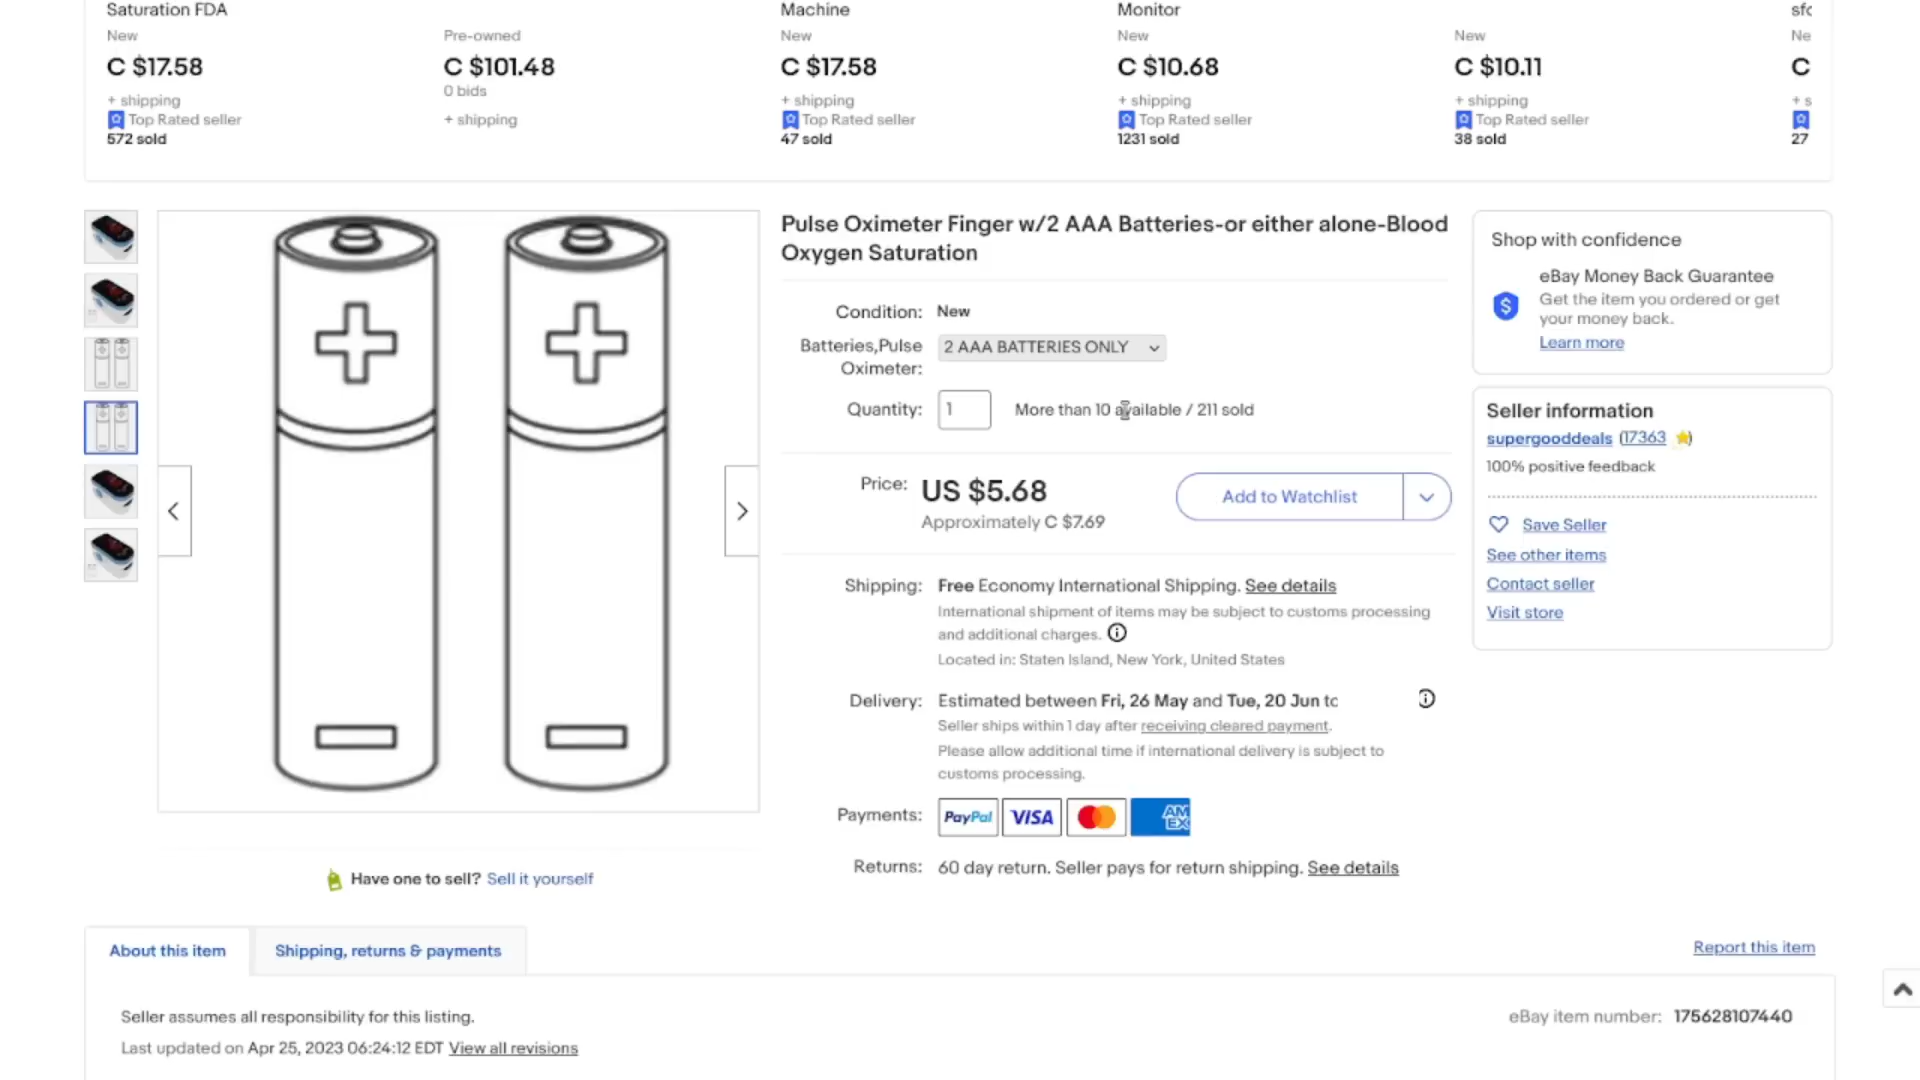 Saturation FDA
New
C $17.58
+ shipping
Top Rated seller
572 sold
Pre-owned
C $101.48
0 bids
+ shipping
Machine
New
C $17.58
+ shipping
Top Rated seller
47 sold
Monitor
New
C $10.68
+ shipping
Top Rated seller
1231 sold
New
C $10.11
+ shipping
Top Rated seller
38 sold
Ne
C
+ s
27
Pulse Oximeter Finger w/2 AAA Batteries-or either alone-Blood
Oxygen Saturation
Condition: New
Batteries,Pulse
Oximeter:
2 AAA BATTERIES ONLY
Quantity: 1 More than 10 available / 211 sold
Price: US $5.68
Approximately C $7.69
Add to Watchlist
Shipping: Free Economy International Shipping. See details
International shipment of items may be subject to customs processing
and additional charges.
Located in: Staten Island, New York, United States
Delivery: Estimated between Fri, 26 May and Tue, 20 Jun to
Seller ships within 1 day after receiving cleared payment.
Please allow additional time if international delivery is subject to
customs processing.
Payments: PayPal VISA AM EX
Returns: 60 day return. Seller pays for return shipping. See details
Shop with confidence
eBay Money Back Guarantee
Get the item you ordered or get
your money back.
Learn more
Seller information
supergooddeals (17363)
100% positive feedback
Save Seller
See other items
Contact seller
Visit store
Have one to sell? Sell it yourself
About this item
Shipping, returns & payments
Report this item
Seller assumes all responsibility for this listing.
Last updated on Apr 25, 2023 06:24:12 EDT View all revisions
eBay item number: 175628107440